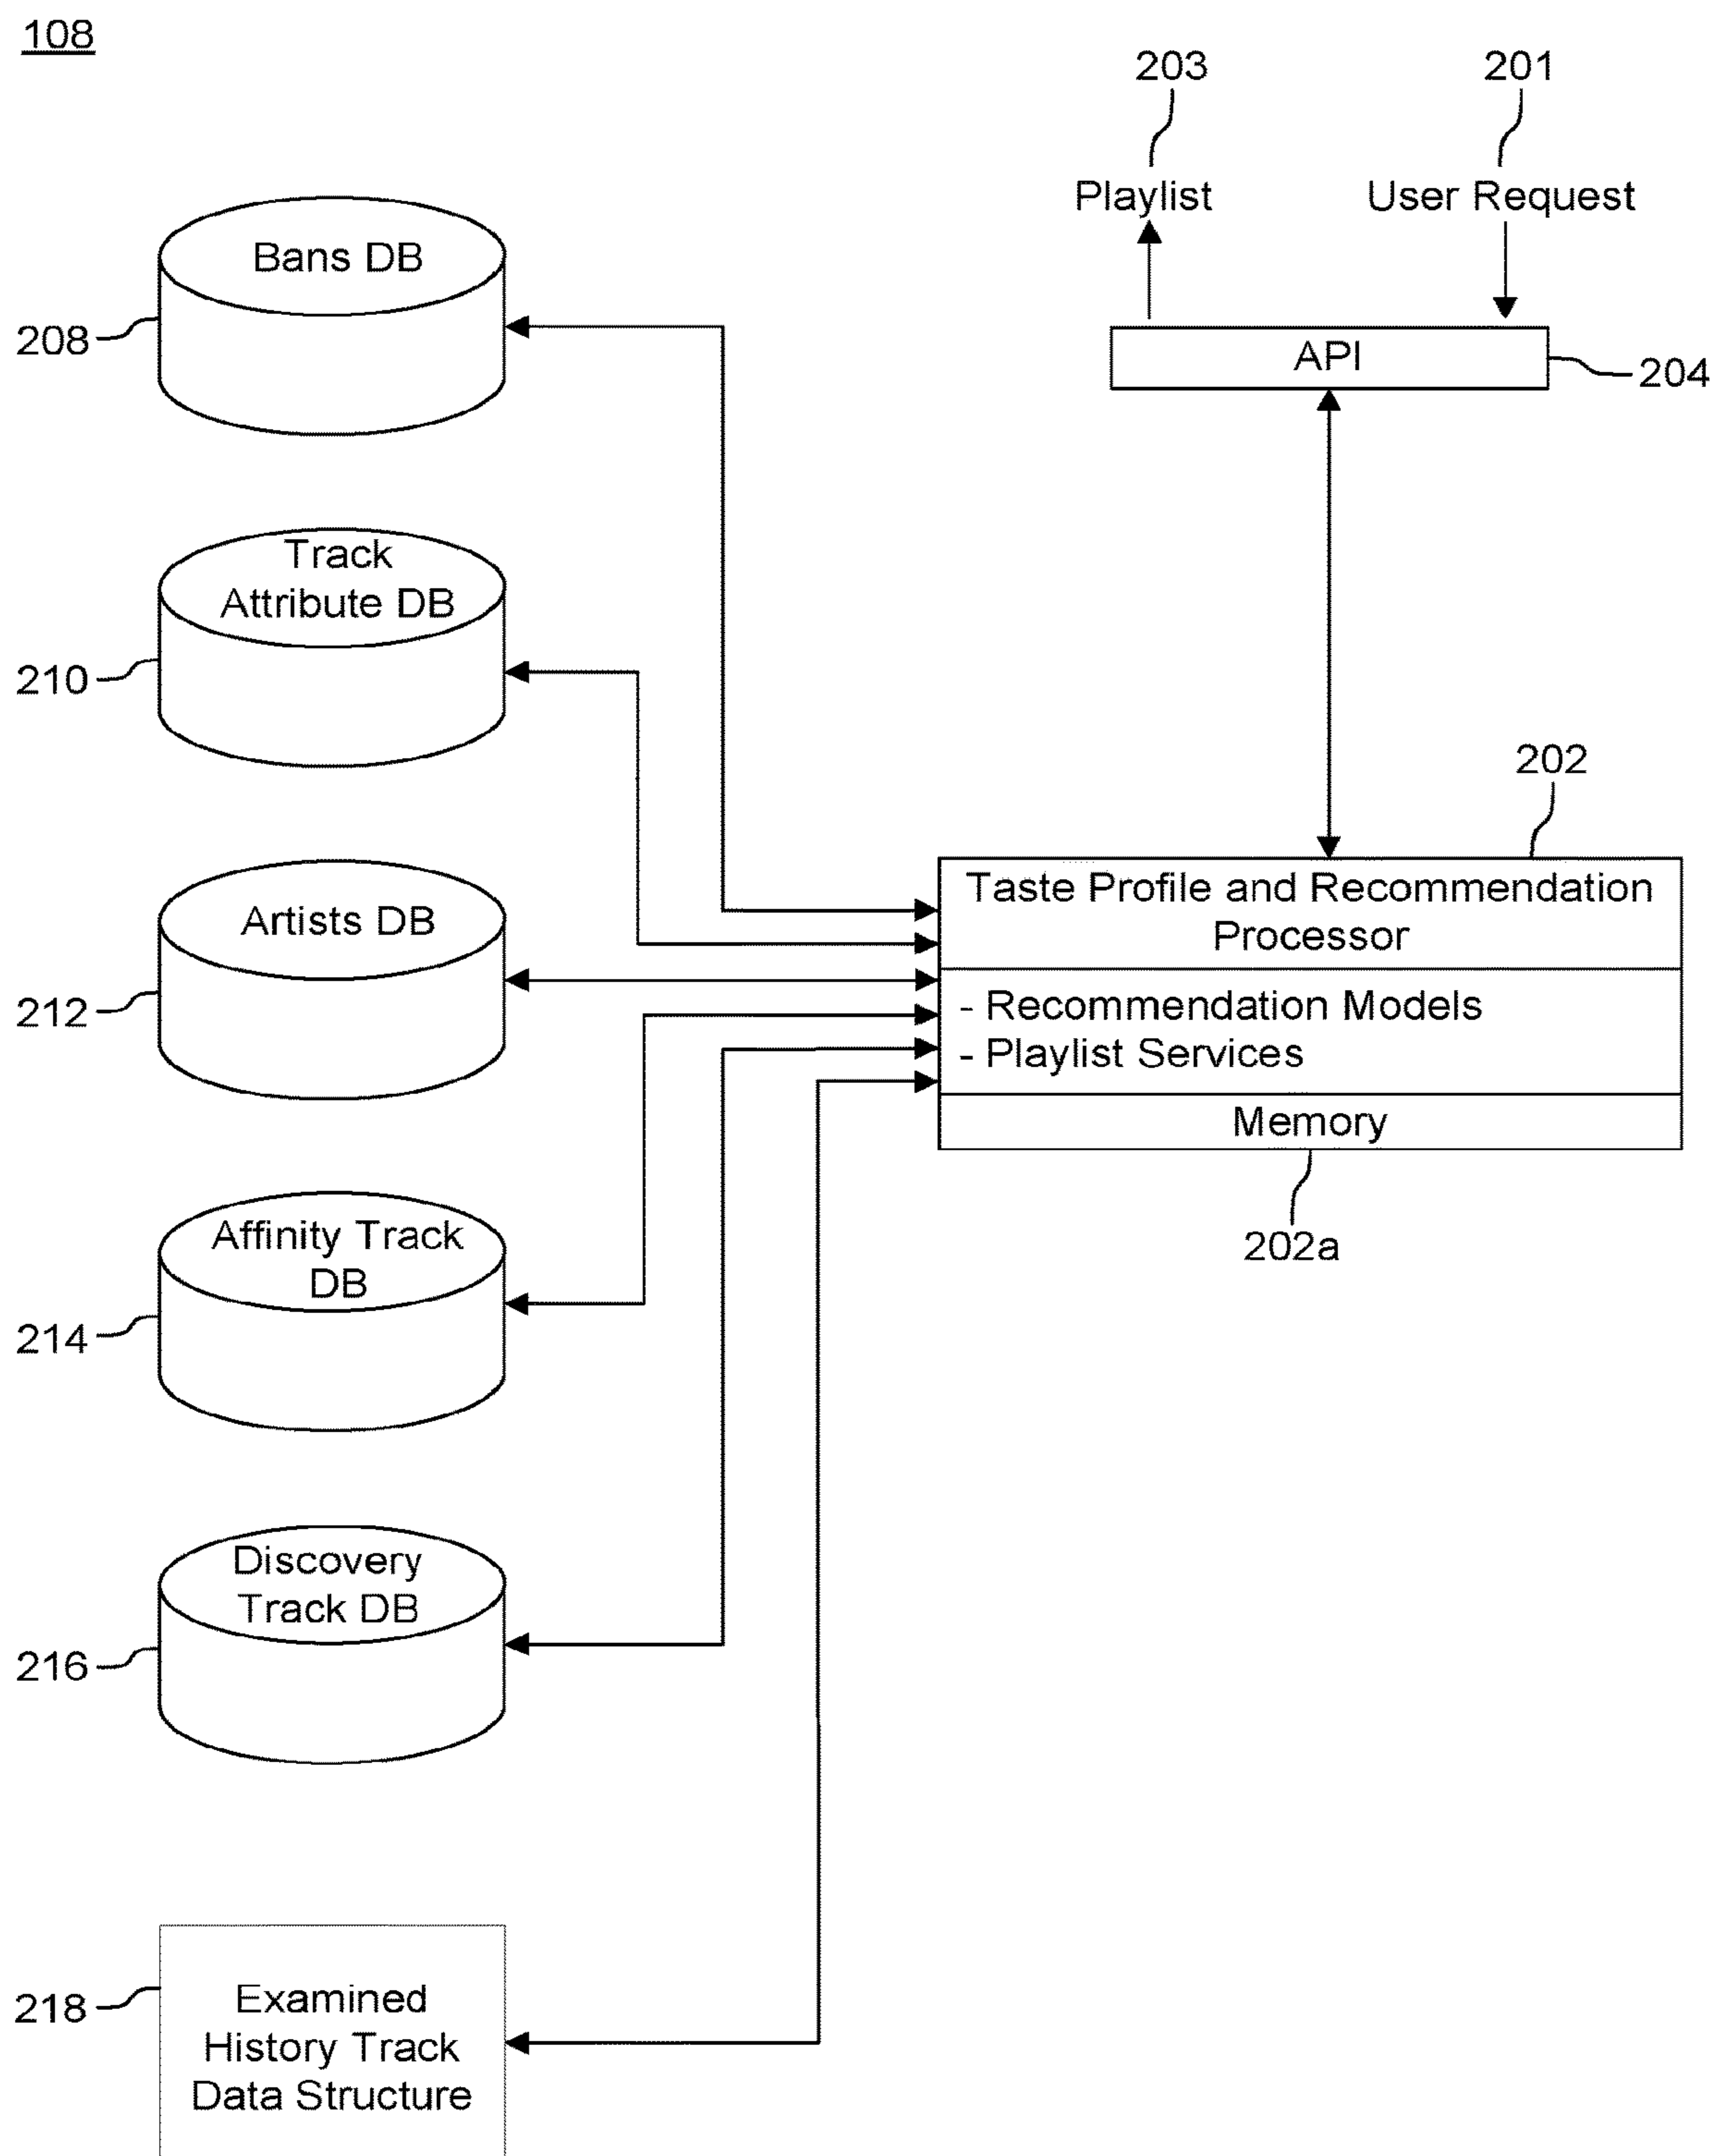 108
203
201
Playlist
User Request
API
204
Bans DB
208
Track
Attribute DB
210
Artists DB
212
Affinity Track
DB
214
Discovery
Track DB
216
Examined
History Track
Data Structure
218
202
Taste Profile and Recommendation
Processor
- Recommendation Models
- Playlist Services
Memory
202a